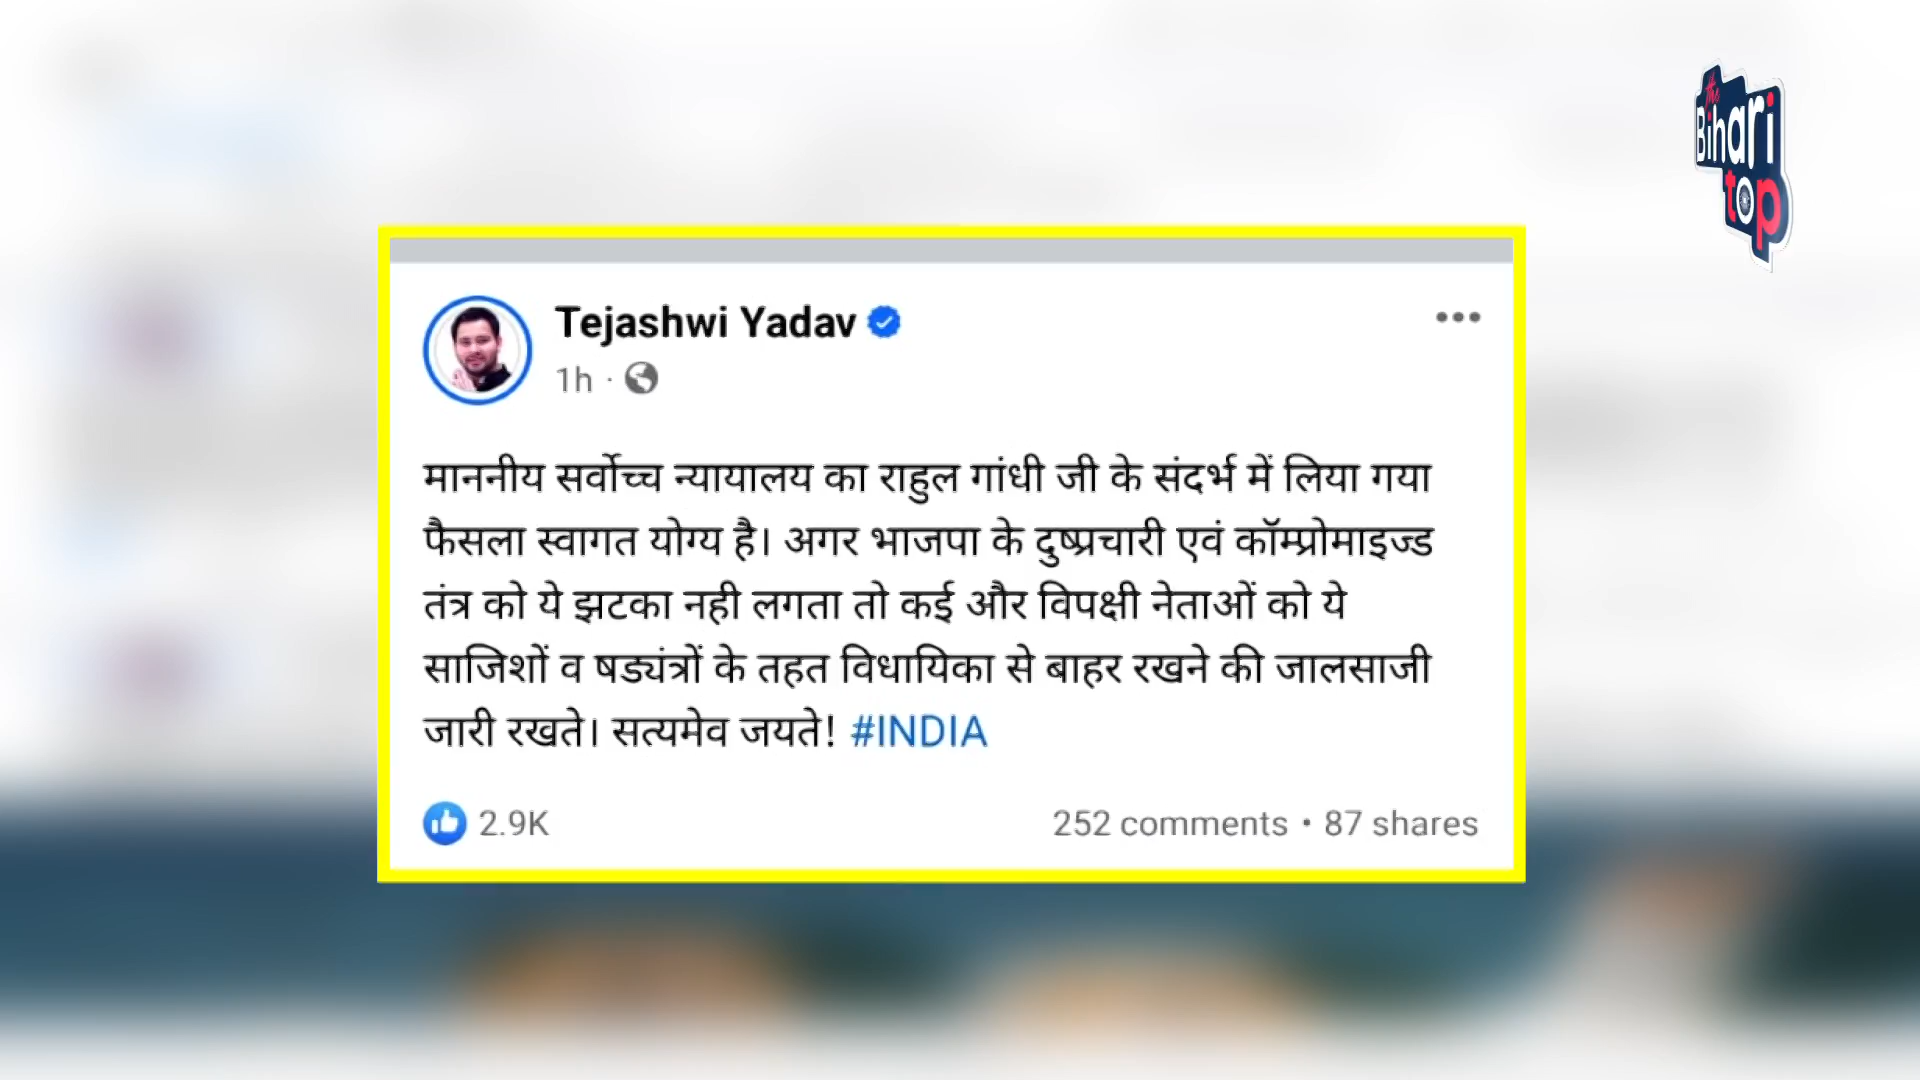 the
Bihari
top
Tejashwi Yadav
1h ·
माननीय सर्वोच्च न्यायालय का राहुल गांधी जी के संदर्भ में लिया गया
फैसला स्वागत योग्य है। अगर भाजपा के दुष्प्रचारी एवं कॉम्प्रोमाइज्ड
तंत्र को ये झटका नही लगता तो कई और विपक्षी नेताओं को ये
साजिशों व षड्यंत्रों के तहत विधायिका से बाहर रखने की जालसाजी
जारी रखते। सत्यमेव जयते! #INDIA
2.9K 252 comments • 87 shares